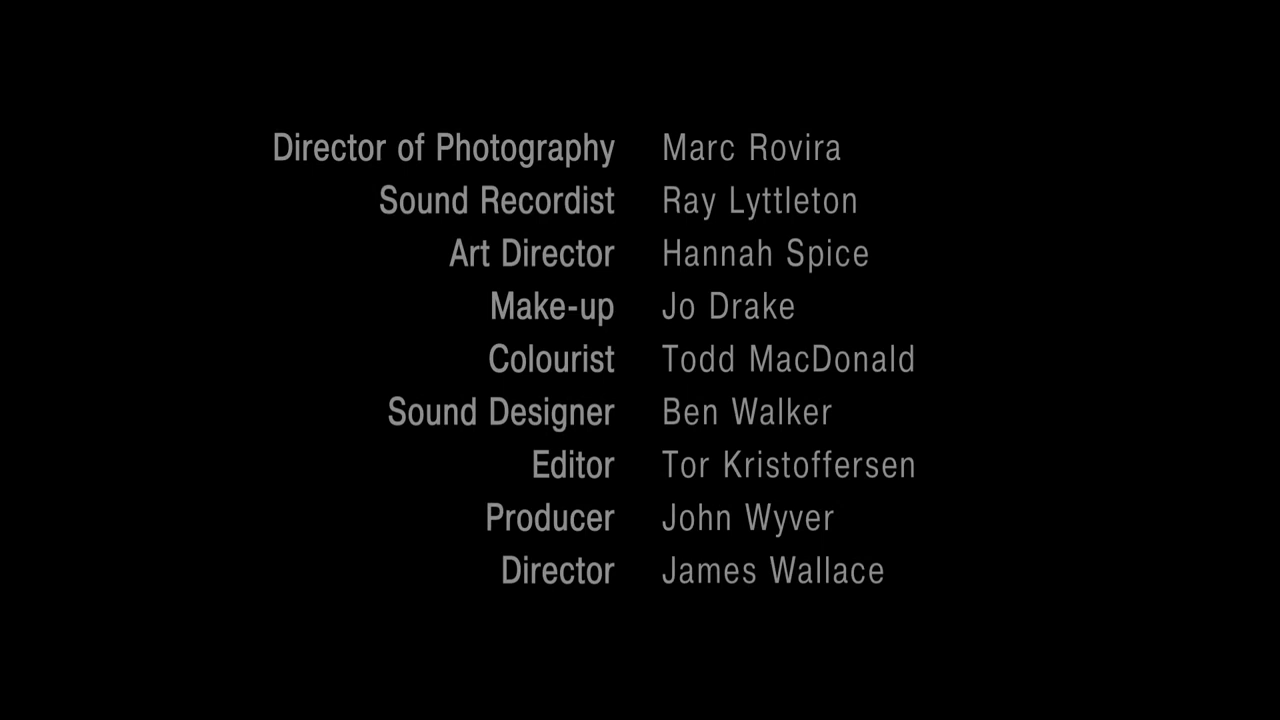 Director of Photography Marc Rovira
Sound Recordist Ray Lyttleton
Art Director Hannah Spice
Make-up Jo Drake
Colourist Todd MacDonald
Sound Designer Ben Walker
Editor Tor Kristoffersen
Producer John Wyver
Director James Wallace